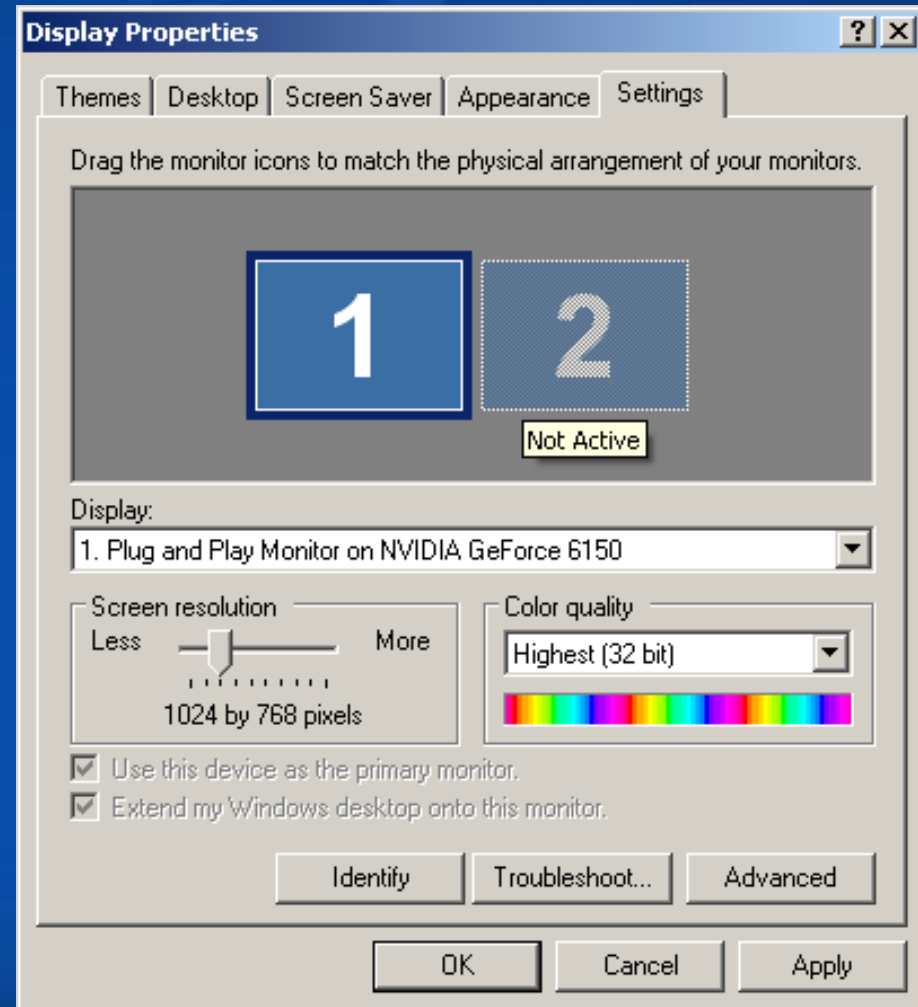 Display Properties
Themes Desktop Screen Saver Appearance Settings
Drag the monitor icons to match the physical arrangement of your monitors.
1 2
Not Active
Display:
1. Plug and Play Monitor on NVIDIA GeForce 6150
Screen resolution Color quality
Less More Highest (32 bit)
1024 by 768 pixels
Use this device as the primary monitor.
Extend my Windows desktop onto this monitor.
Identify Troubleshoot... Advanced
OK Cancel Apply